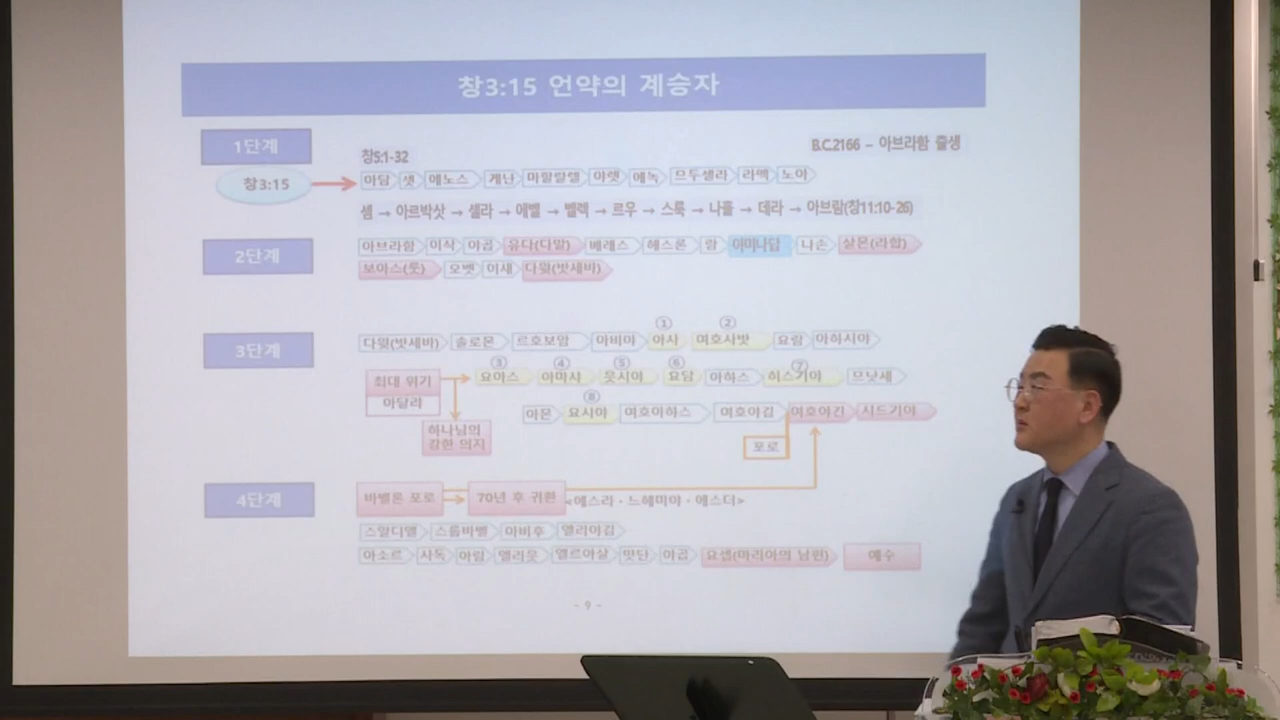 창3:15 언약의 계승자
1단계
B.C.2166 - 아브라함 출생
창5:1-32
창3:15
아담 셋 에노스 게난 마할랄렐 야렛 에녹 므두셀라 라멕 노아
셈 → 아르박삿 → 셀라 → 에벨 → 벨렉 → 르우 → 스룩 → 나홀 → 데라 → 아브람(창11:10-26)
2단계
아브라함 이삭 야곱 유다(다말) 베레스 헤스론 람 아미나답 나손 살몬(라합)
보아스(룻) 오벳 이새 다윗(밧세바)
① ②
3단계
다윗(밧세바) 솔로몬 르호보암 아비야 아사 여호사밧 요람 아하시야
③ ④ ⑤ ⑥ ⑦
최대 위기
아달랴
요아스 아마샤 웃시야 요담 아하스 히스기야 므낫세
⑧
아몬 요시야 여호아하스 여호야김 여호야긴 시드기야
하나님의
강한 의지
포로
4단계
바벨론 포로 70년 후 귀환 <에스라 · 느헤미야 · 에스더>
스알디엘 스룹바벨 아비훗 엘리아김
아소르 사독 아킴 엘리웃 엘르아살 맛단 야곱 요셉(마리아의 남편) 예수
- 9 -